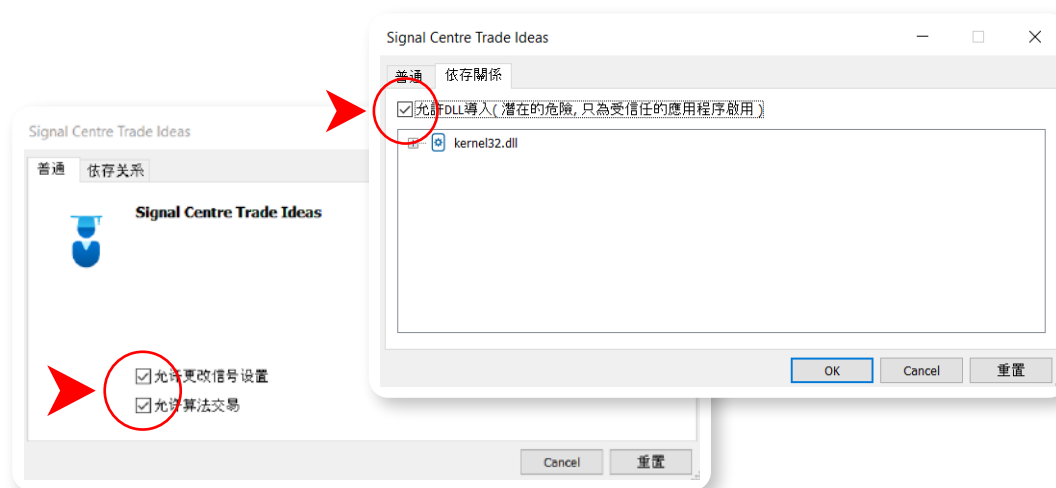 Signal Centre Trade Ideas
普通 依存關係
允許DLL導入( 潛在的危險, 只為受信任的應用程序啟用 )
kernel32.dll
OK Cancel 重置
Signal Centre Trade Ideas
普通 依存关系
Signal Centre Trade Ideas
允许更改信号设置
允许算法交易
Cancel 重置